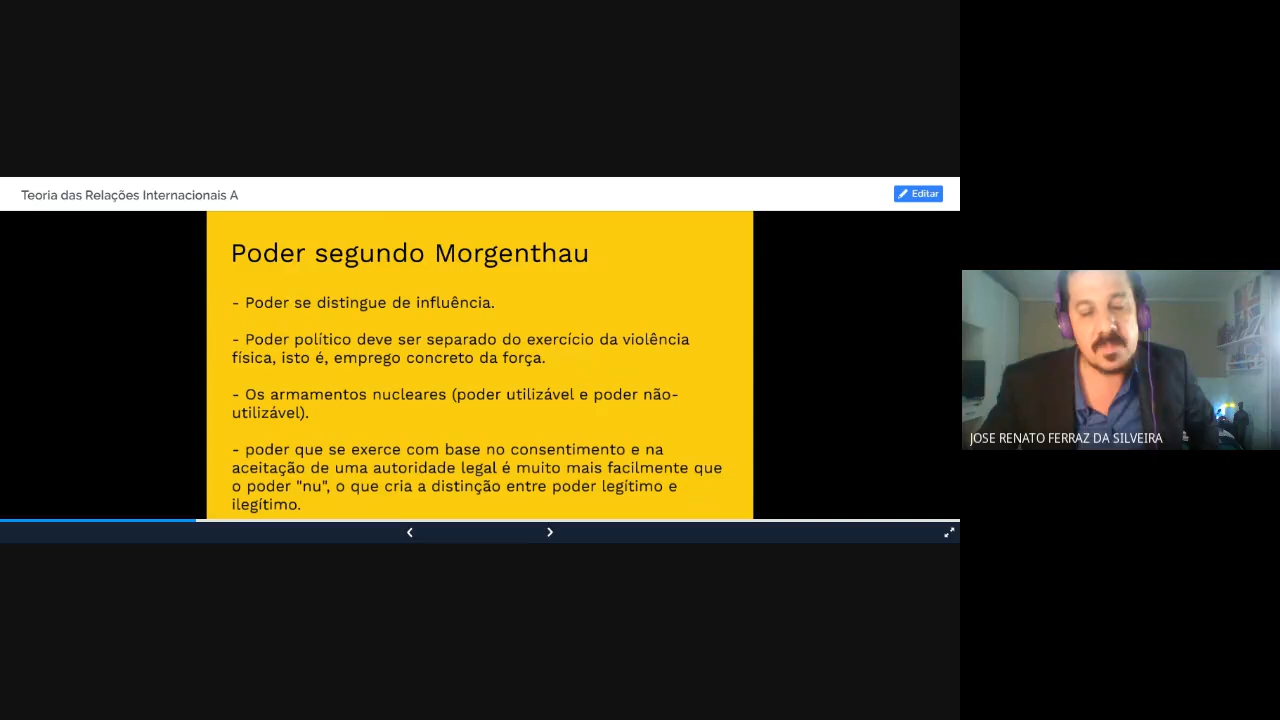 Teoria das Relações Internacionais A
Editar
Poder segundo Morgenthau
- Poder se distingue de influência.
- Poder político deve ser separado do exercício da violência
física, isto é, emprego concreto da força.
- Os armamentos nucleares (poder utilizável e poder não-
utilizável).
- poder que se exerce com base no consentimento e na
aceitação de uma autoridade legal é muito mais facilmente que
o poder "nu", o que cria a distinção entre poder legítimo e
ilegítimo.
JOSE RENATO FERRAZ DA SILVEIRA